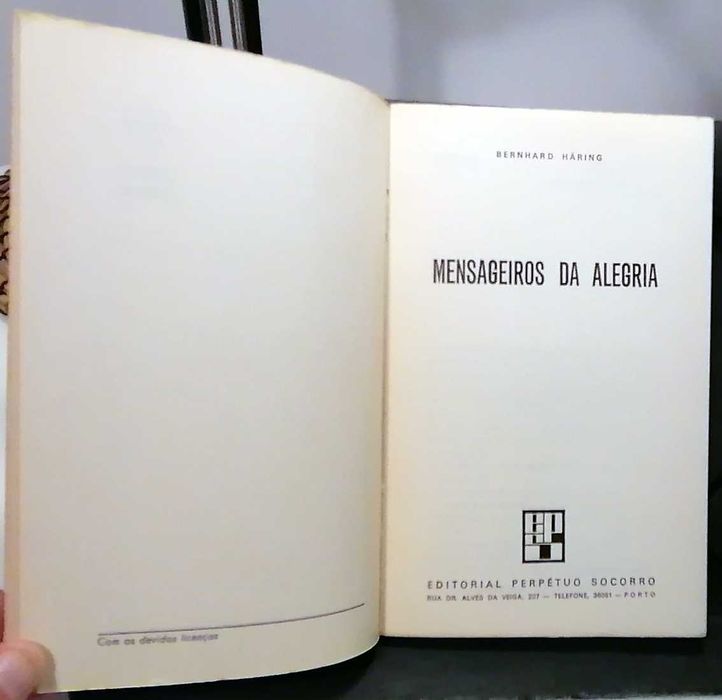 Com as devidas licenças
BERNHARD HÄRING
MENSAGEIROS DA ALEGRIA
EDITORIAL PERPÉTUO SOCORRO
RUA DR. ALVES DA VEIGA, 207 — TELEFONE, 36051 — PORTO